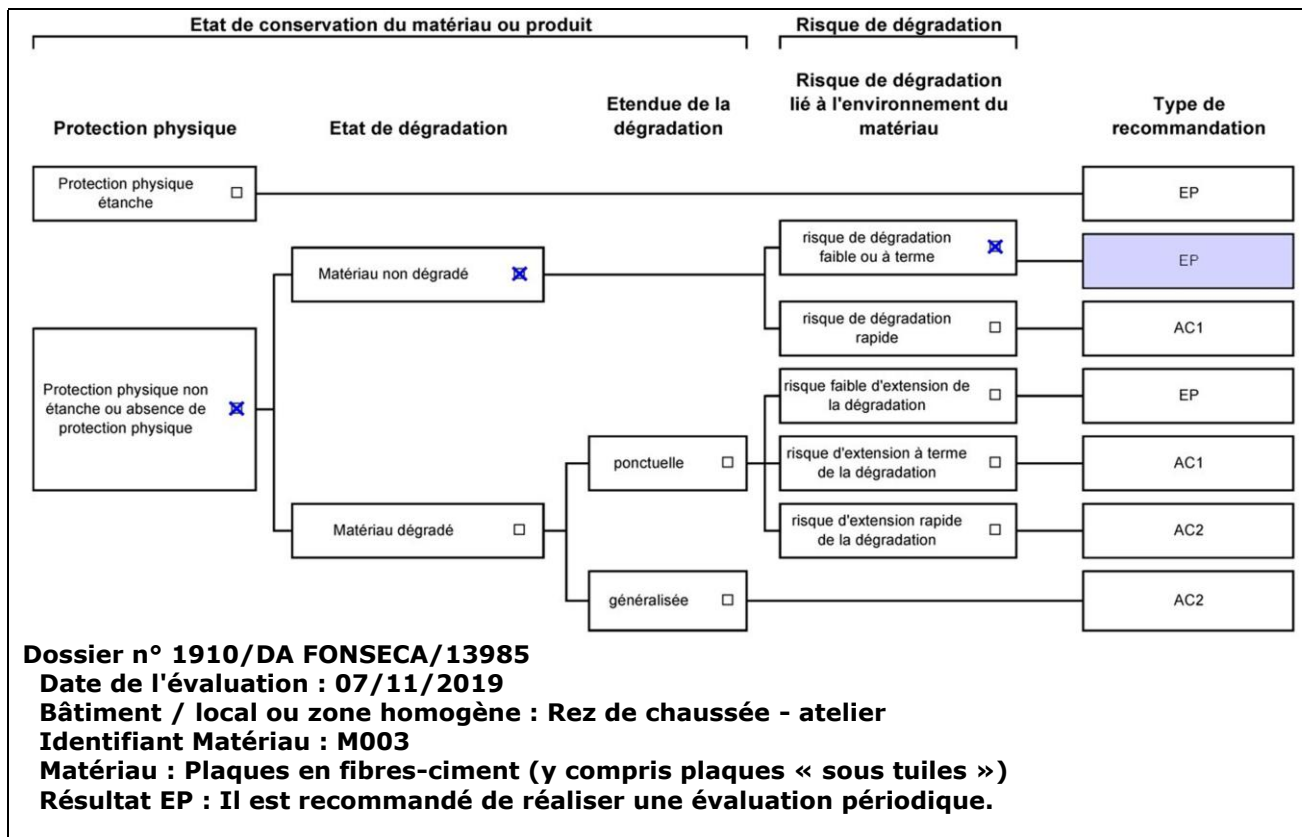 Etat de conservation du matériau ou produit
Risque de dégradation
Protection physique
Etat de dégradation
Etendue de la
dégradation
Risque de dégradation
lié à l'environnement du
matériau
Type de
recommandation
Protection physique
étanche
EP
risque de dégradation
faible ou à terme
EP
Matériau non dégradé
risque de dégradation
rapide
AC1
Protection physique non
étanche ou absence de
protection physique
risque faible d'extension de
la dégradation
EP
ponctuelle
risque d'extension à terme
de la dégradation
AC1
Matériau dégradé
risque d'extension rapide
de la dégradation
AC2
généralisée
AC2
Dossier n° 1910/DA FONSECA/13985
Date de l'évaluation : 07/11/2019
Bâtiment / local ou zone homogène : Rez de chaussée - atelier
Identifiant Matériau : M003
Matériau : Plaques en fibres-ciment (y compris plaques « sous tuiles »)
Résultat EP : Il est recommandé de réaliser une évaluation périodique.